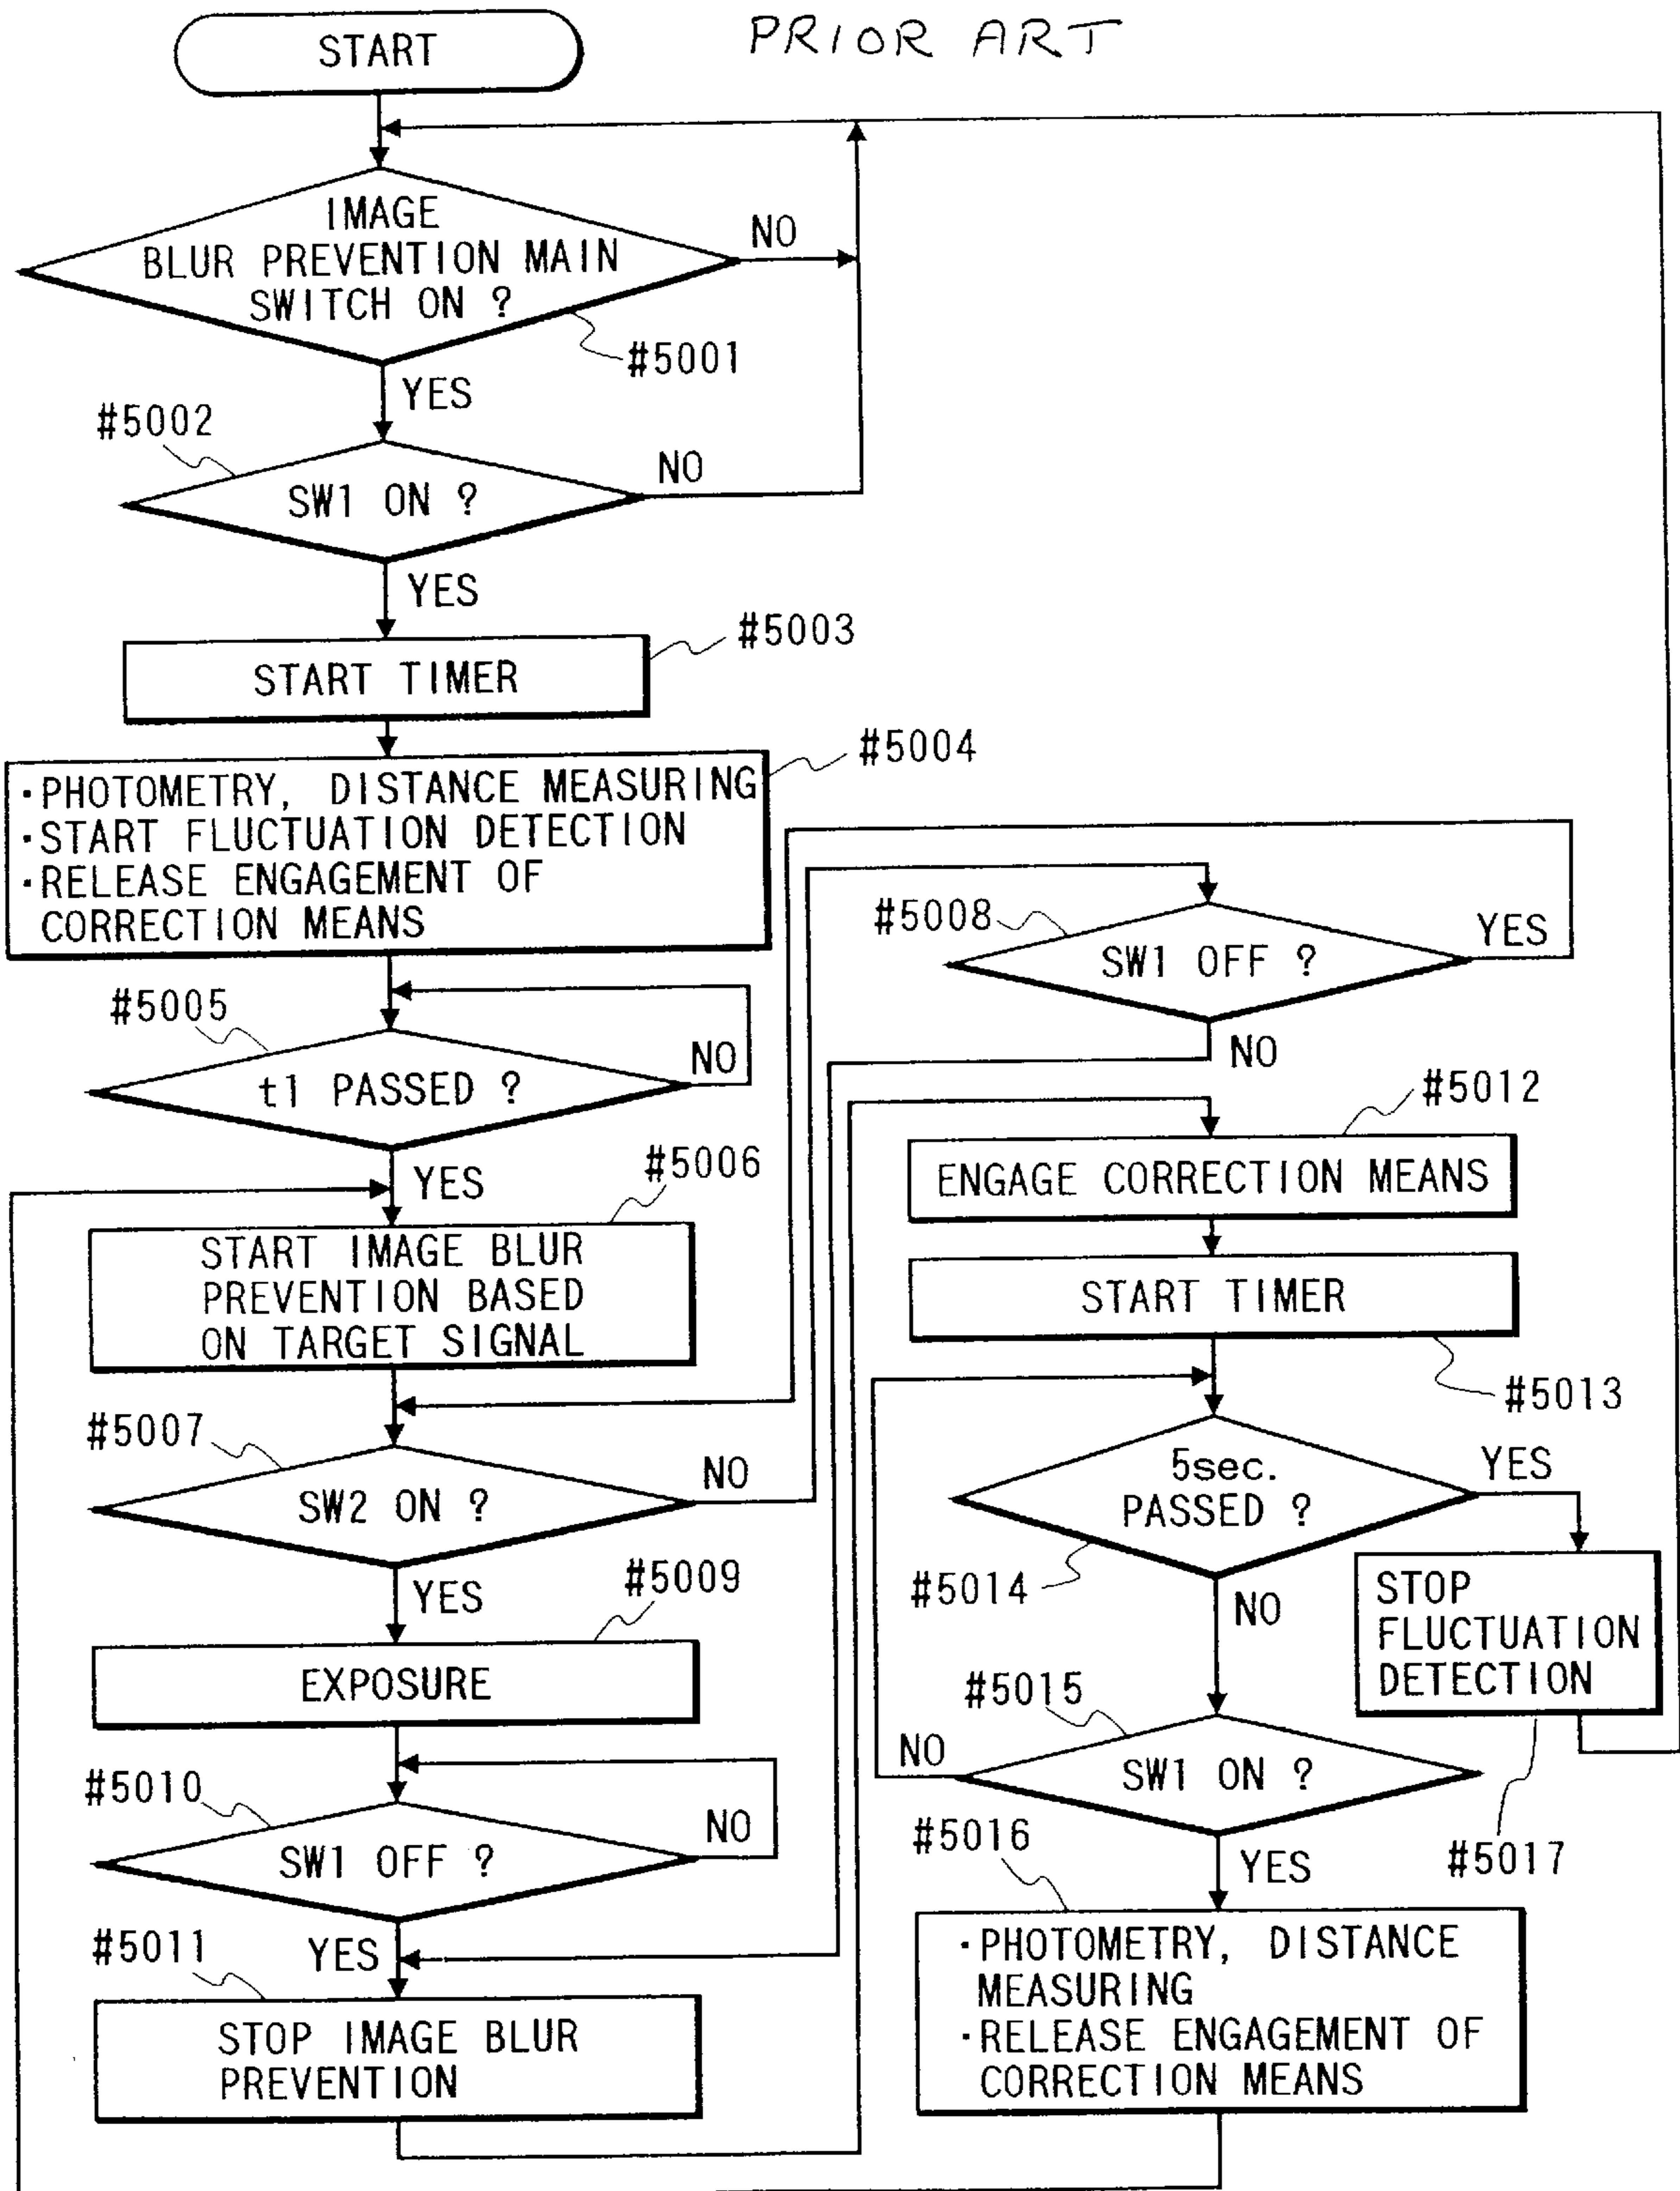 PRIOR ART
START
IMAGE
BLUR PREVENTION MAIN
SWITCH ON ?
NO
#5001
YES
#5002
SW1 ON ?
NO
YES
#5003
START TIMER
#5004
·PHOTOMETRY, DISTANCE MEASURING
·START FLUCTUATION DETECTION
·RELEASE ENGAGEMENT OF
CORRECTION MEANS
#5005
t1 PASSED ?
NO
YES
#5006
START IMAGE BLUR
PREVENTION BASED
ON TARGET SIGNAL
#5007
SW2 ON ?
NO
YES
#5009
EXPOSURE
#5010
SW1 OFF ?
NO
YES
#5011
STOP IMAGE BLUR
PREVENTION
#5008
SW1 OFF ?
YES
NO
#5012
ENGAGE CORRECTION MEANS
START TIMER
#5013
5sec.
PASSED ?
YES
#5014
NO
STOP
FLUCTUATION
DETECTION
#5015
SW1 ON ?
NO
#5017
#5016
YES
·PHOTOMETRY, DISTANCE
MEASURING
·RELEASE ENGAGEMENT OF
CORRECTION MEANS